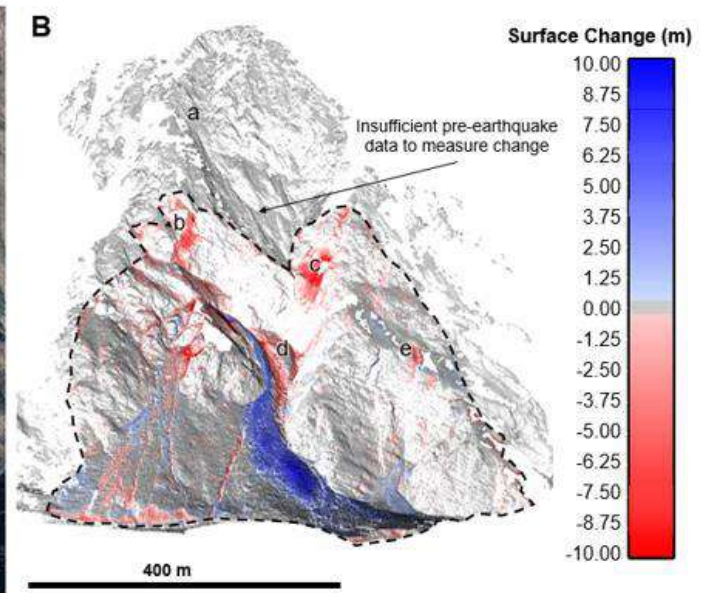 B
Surface Change (m)
10.00
8.75
7.50
6.25
5.00
3.75
2.50
1.25
0.00
-1.25
-2.50
-3.75
-5.00
-6.25
-7.50
-8.75
-10.00
a
Insufficient pre-earthquake
data to measure change
b
c
d
e
400 m